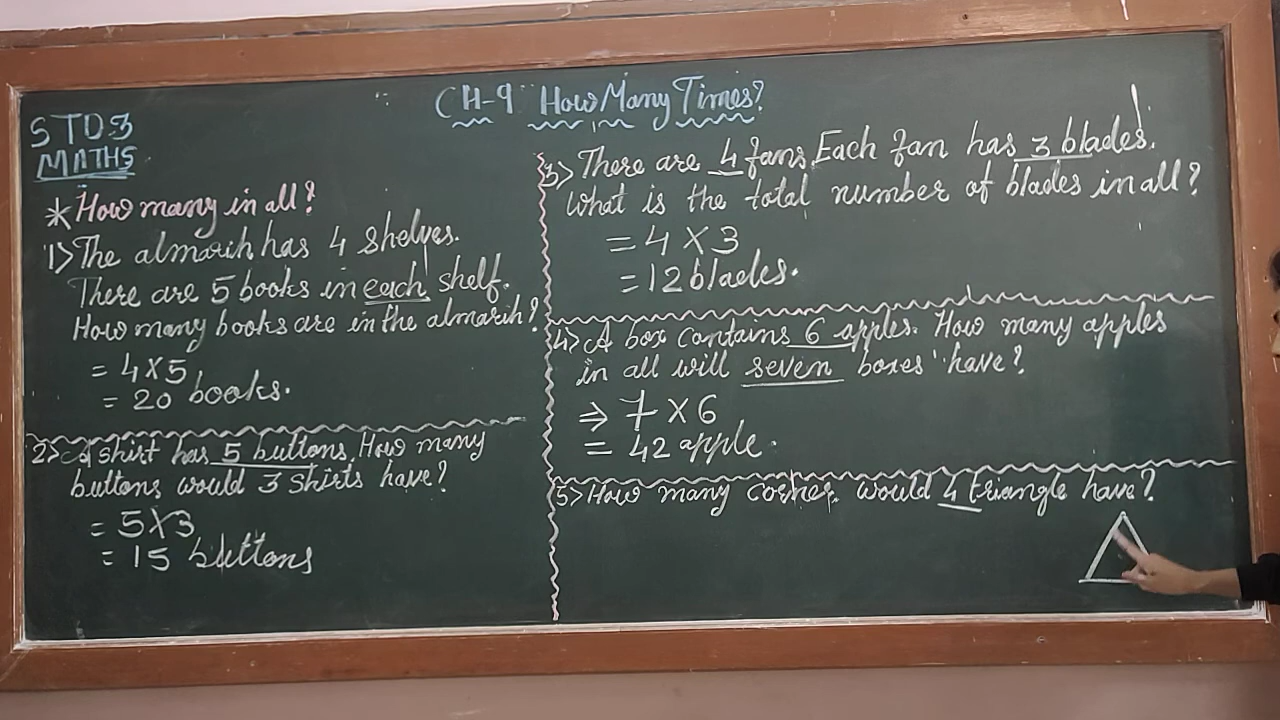 CH-9 How Many Times?
STD 3
MATHS
* How many in all?
1> The almarih has 4 shelves.
There are 5 books in each shelf.
How many books are in the almarih?
= 4 X 5
= 20 books.
2> A shirt has 5 buttons. How many
buttons would 3 shirts have?
= 5 X 3
= 15 buttons
3> There are 4 fans. Each fan has 3 blades.
What is the total number of blades in all?
= 4 X 3
= 12 blades.
4> A box contains 6 apples. How many apples
in all will seven boxes have?
⇒ 7 X 6
= 42 apple.
5> How many corner would 4 triangle have?